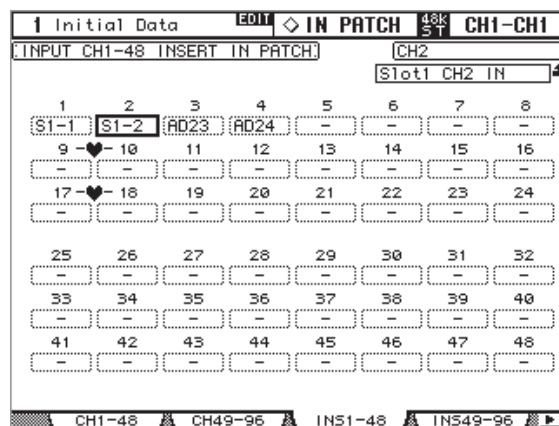 1 Initial Data EDIT ◇ IN PATCH 48k ST CH1-CH1
INPUT CH1-48 INSERT IN PATCH CH2
Slot1 CH2 IN
1 2 3 4 5 6 7 8
S1-1 S1-2 AD23 AD24 - - - -
9 -♥- 10 11 12 13 14 15 16
- - - - - - - -
17 -♥- 18 19 20 21 22 23 24
- - - - - - - -
25 26 27 28 29 30 31 32
- - - - - - - -
33 34 35 36 37 38 39 40
- - - - - - - -
41 42 43 44 45 46 47 48
- - - - - - - -
CH1-48 CH49-96 INS1-48 INS49-96